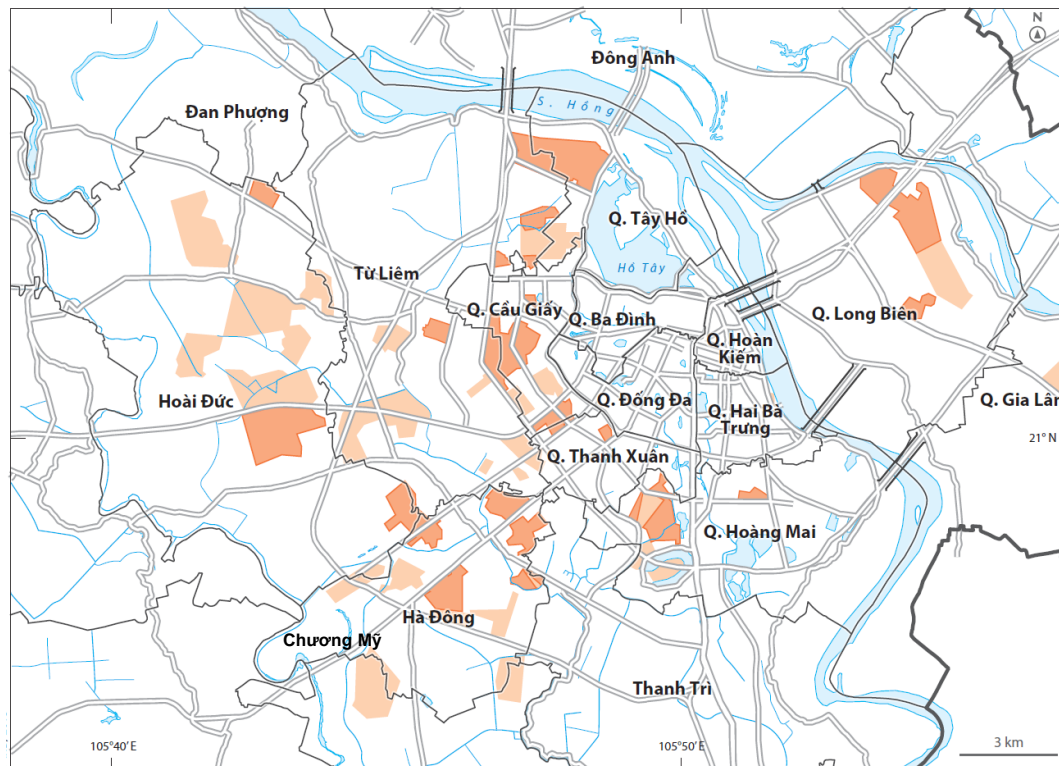 N
Đông Anh
S. Hồng
Đan Phượng
Q. Tây Hồ
Hồ Tây
Từ Liêm
Q. Cầu Giấy
Q. Ba Đình
Q. Long Biên
Q. Hoàn
Kiếm
Hoài Đức
Q. Đống Đa
Q. Hai Bà
Trưng
Q. Gia Lâm
21° N
Q. Thanh Xuân
Q. Hoàng Mai
Hà Đông
Chương Mỹ
Thanh Trì
105°40' E
105°50' E
3 km